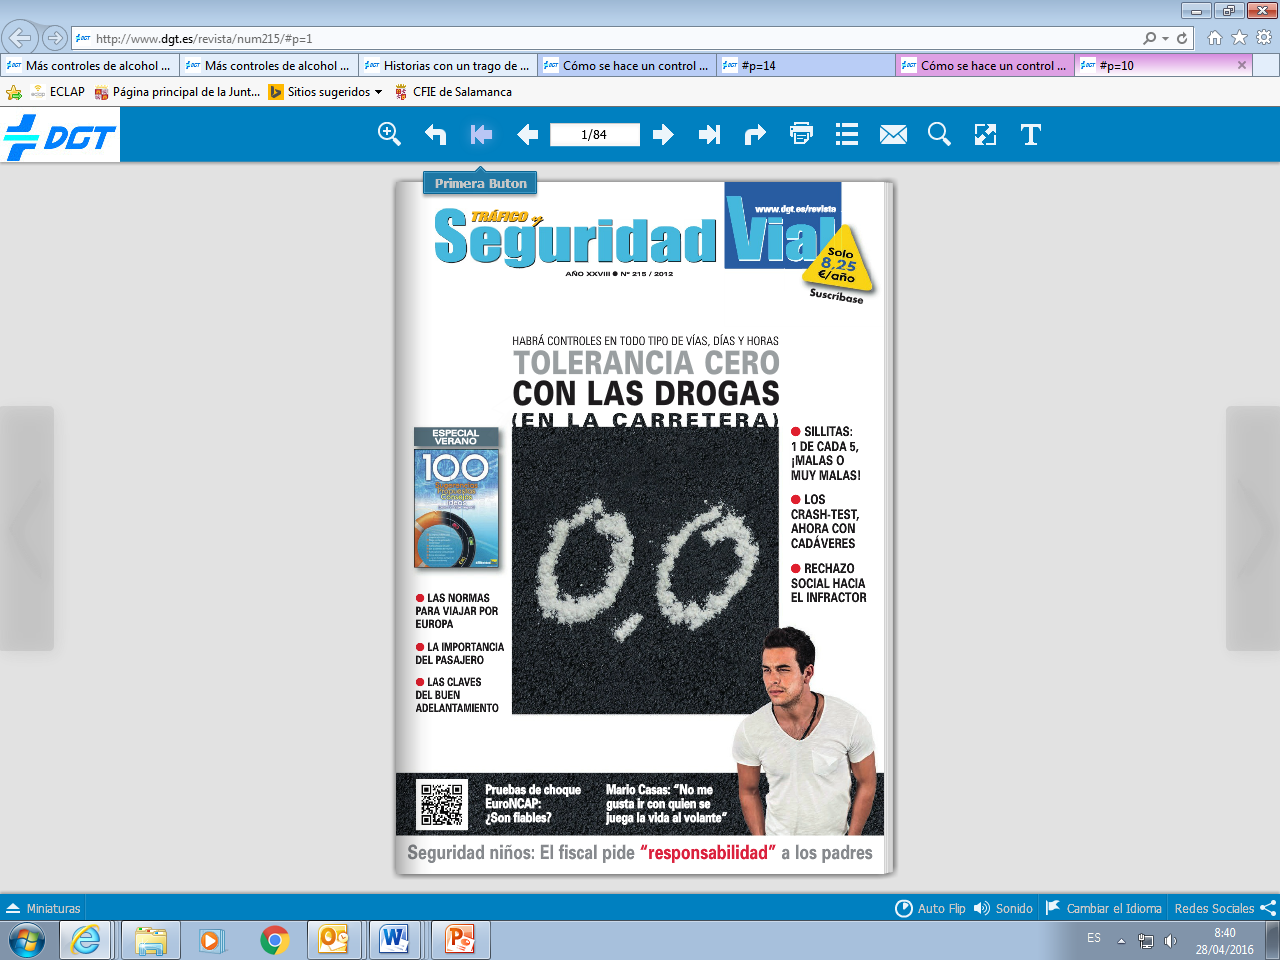 http://www.dgt.es/revista/num215/#p=1
Más controles de alcohol ...
Más controles de alcohol ...
Historias con un trago de ...
Cómo se hace un control ...
#p=14
Cómo se hace un control ...
#p=10
ECLAP
Página principal de la Junt...
Sitios sugeridos
CFIE de Salamanca
DGT
1/84
T
Primera Buton
www.dgt.es/revista
TRÁFICO y
Seguridad Vial
AÑO XXVIII ● Nº 215 / 2012
Solo
8,25
€/año
Suscríbase
HABRÁ CONTROLES EN TODO TIPO DE VÍAS, DÍAS Y HORAS
TOLERANCIA CERO
CON LAS DROGAS
(EN LA CARRETERA)
ESPECIAL
VERANO
100
0,0
● SILLITAS:
1 DE CADA 5,
¡MALAS O
MUY MALAS!
● LOS
CRASH-TEST,
AHORA CON
CADÁVERES
● RECHAZO
SOCIAL HACIA
EL INFRACTOR
● LAS NORMAS
PARA VIAJAR POR
EUROPA
● LA IMPORTANCIA
DEL PASAJERO
● LAS CLAVES
DEL BUEN
ADELANTAMIENTO
Pruebas de choque
EuroNCAP:
¿Son fiables?
Mario Casas: “No me
gusta ir con quien se
juega la vida al volante”
Seguridad niños: El fiscal pide “responsabilidad” a los padres
Miniaturas
Auto Flip
Sonido
Cambiar el Idioma
Redes Sociales
ES
8:40
28/04/2016